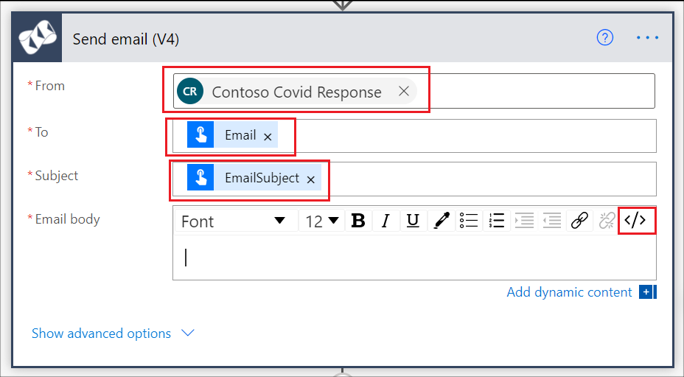 Send email (V4)
* From
CR Contoso Covid Response
* To
Email
* Subject
EmailSubject
* Email body
Font 12 B I U </>
Add dynamic content
Show advanced options